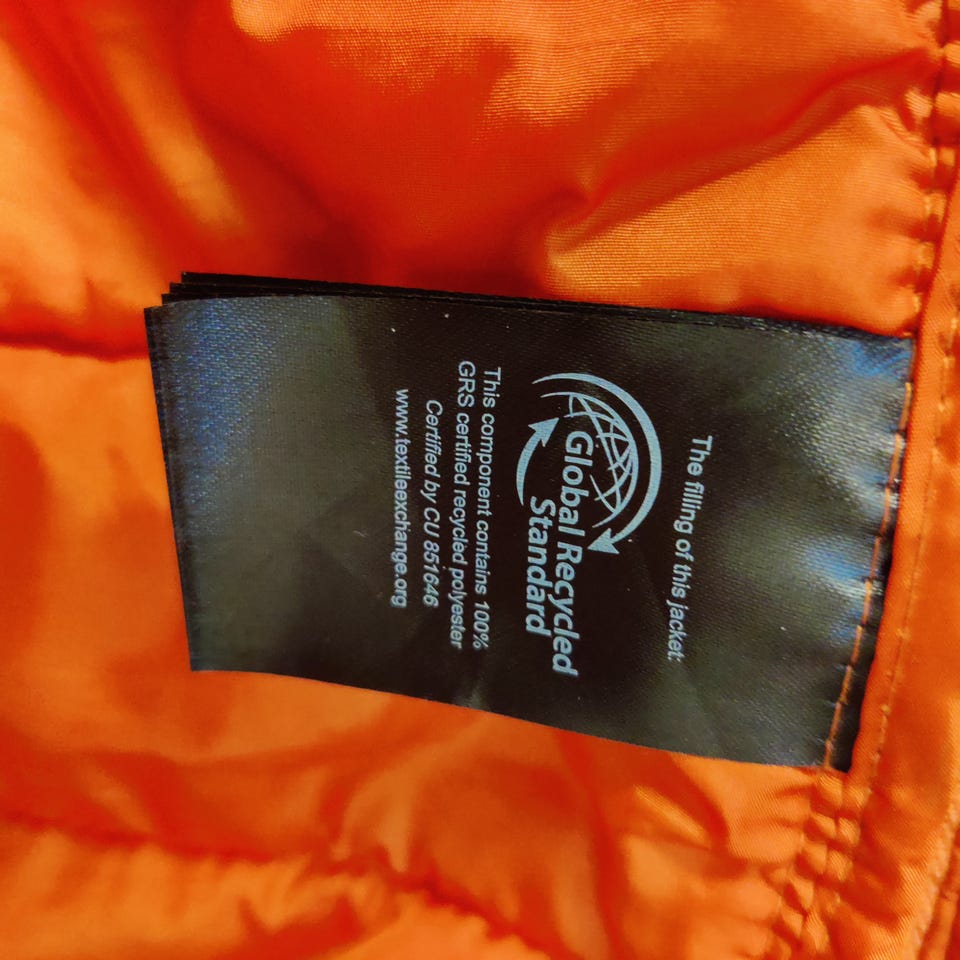 The filling of this jacket:
Global Recycled
Standard
This component contains 100%
GRS certified recycled polyester
Certified by CU 851646
www.textileexchange.org